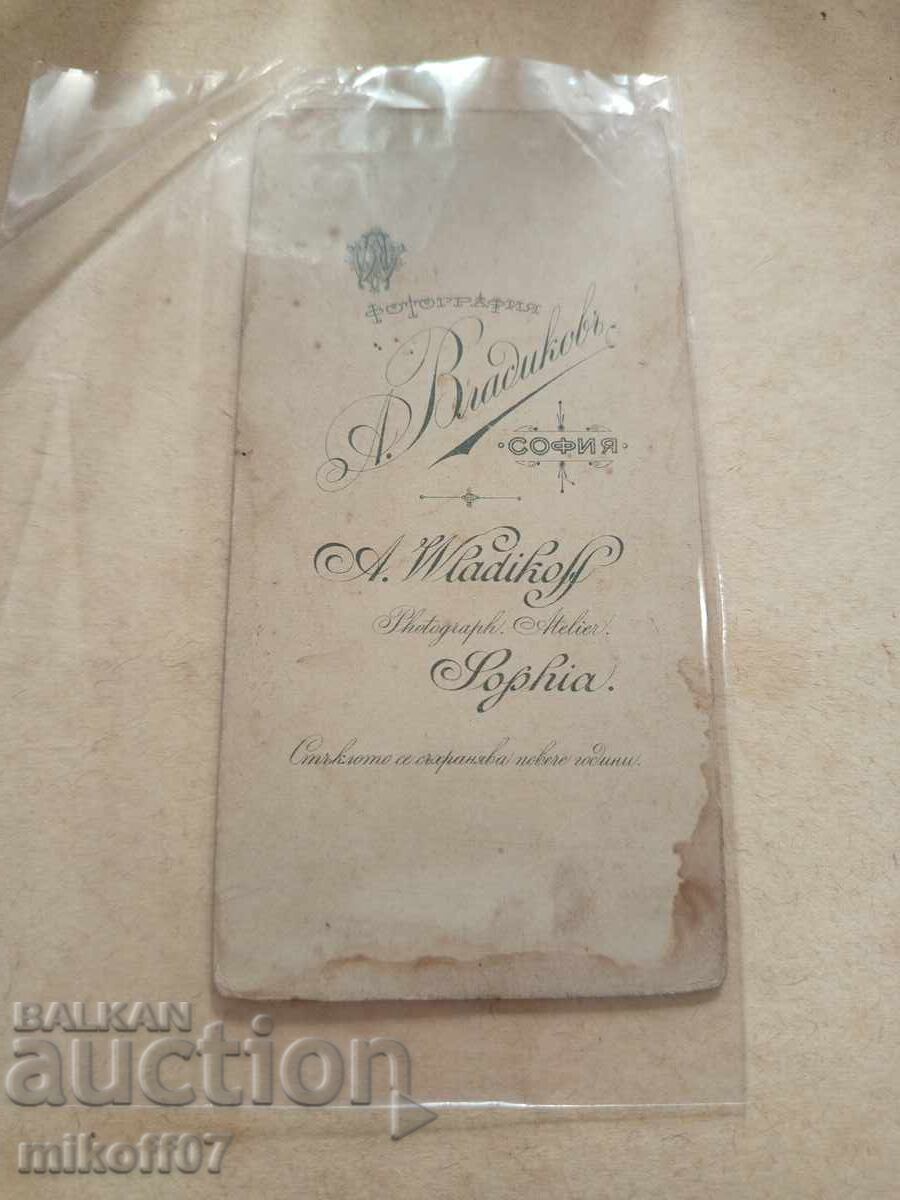 ФОТОГРАФИЯ
А. Владиковъ
·СОФИЯ·
A. Wladikoff
Photograph. Atelier.
Sophia.
Стъклото се съхранява повече години.
BALKAN
auction
mikoff07